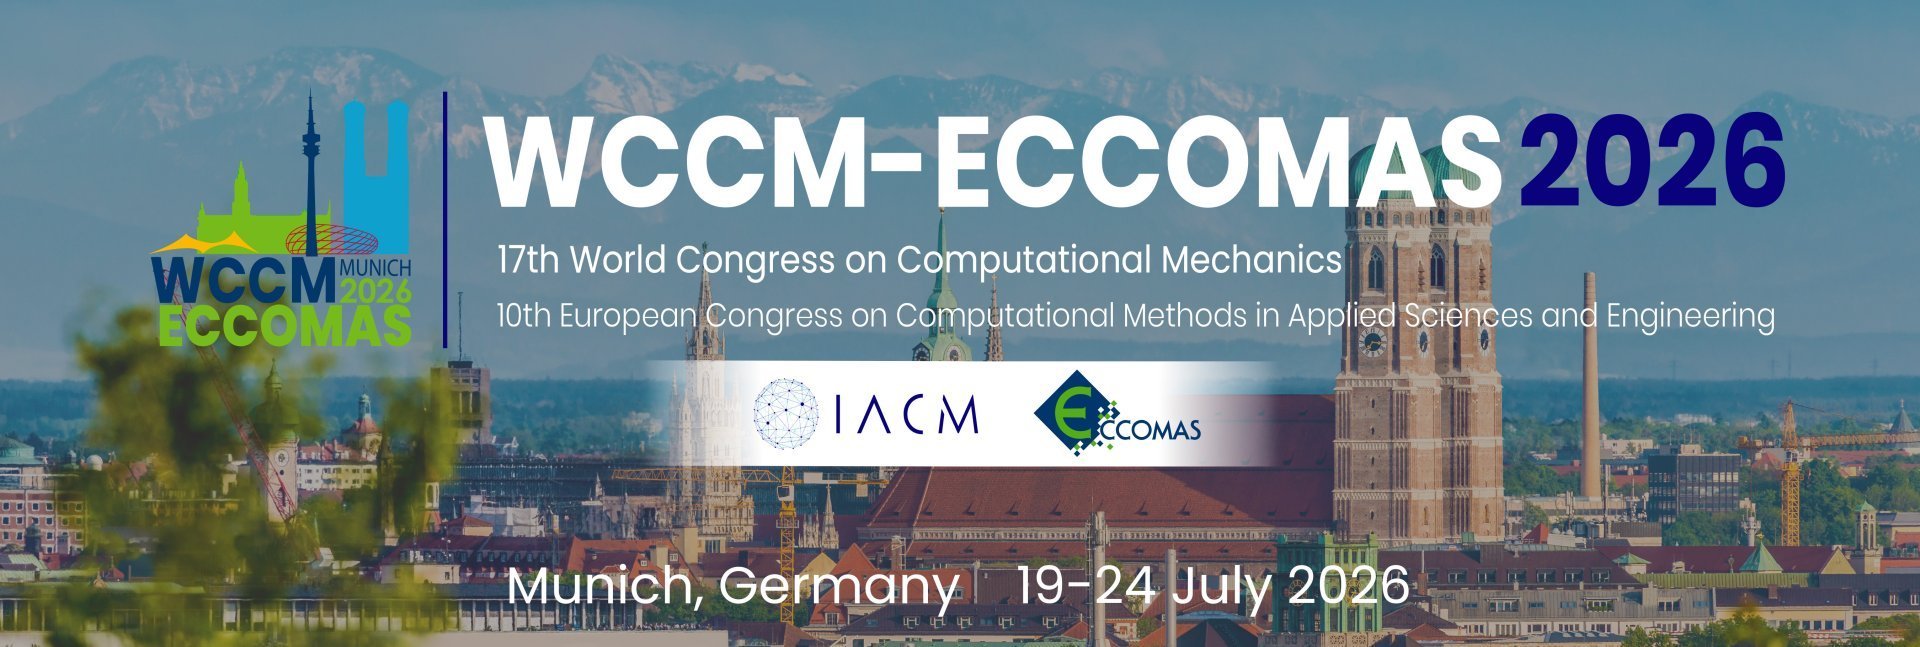 WCCM-ECCOMAS 2026
17th World Congress on Computational Mechanics
10th European Congress on Computational Methods in Applied Sciences and Engineering
WCCM MUNICH
2026
ECCOMAS
IACM
ECCOMAS
Munich, Germany 19-24 July 2026